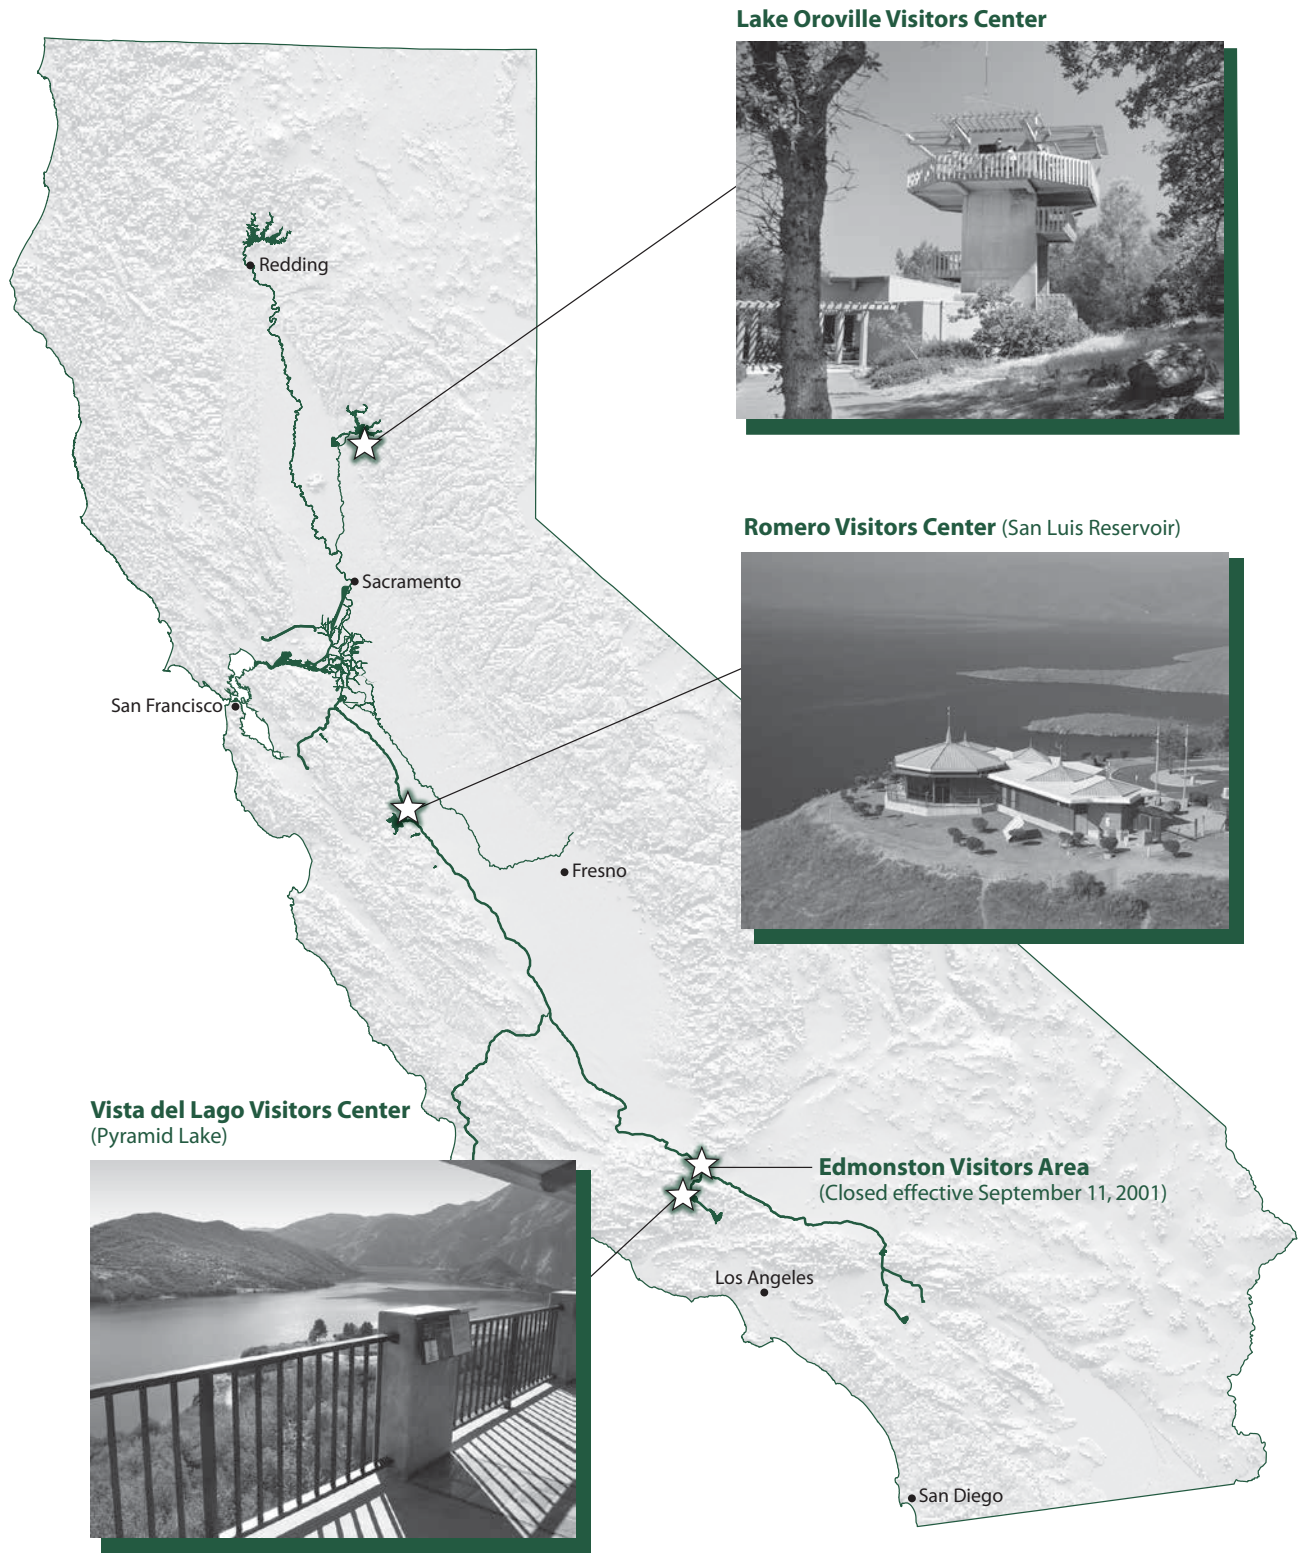 Lake Oroville Visitors Center
Redding
Romero Visitors Center (San Luis Reservoir)
Sacramento
San Francisco
Fresno
Vista del Lago Visitors Center
(Pyramid Lake)
Edmonston Visitors Area
(Closed effective September 11, 2001)
Los Angeles
San Diego